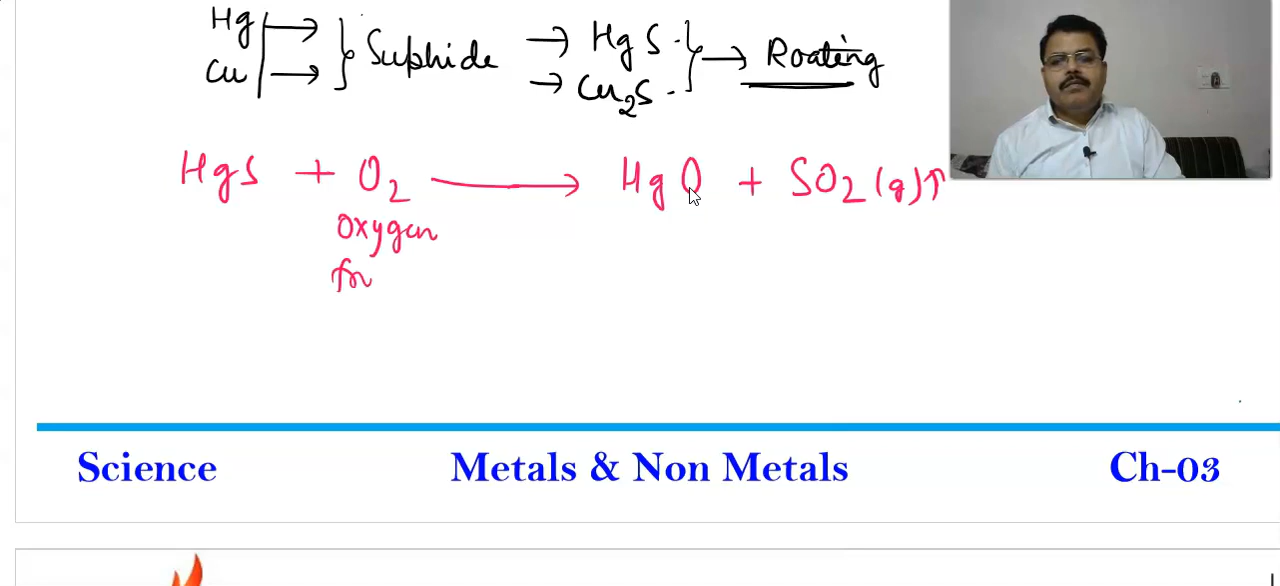 Hg → } Suphide → HgS. } → Roating
Cu → → Cu₂S.
HgS + O₂ → HgO + SO₂(g)↑
Oxygen
for
Science Metals & Non Metals Ch-03